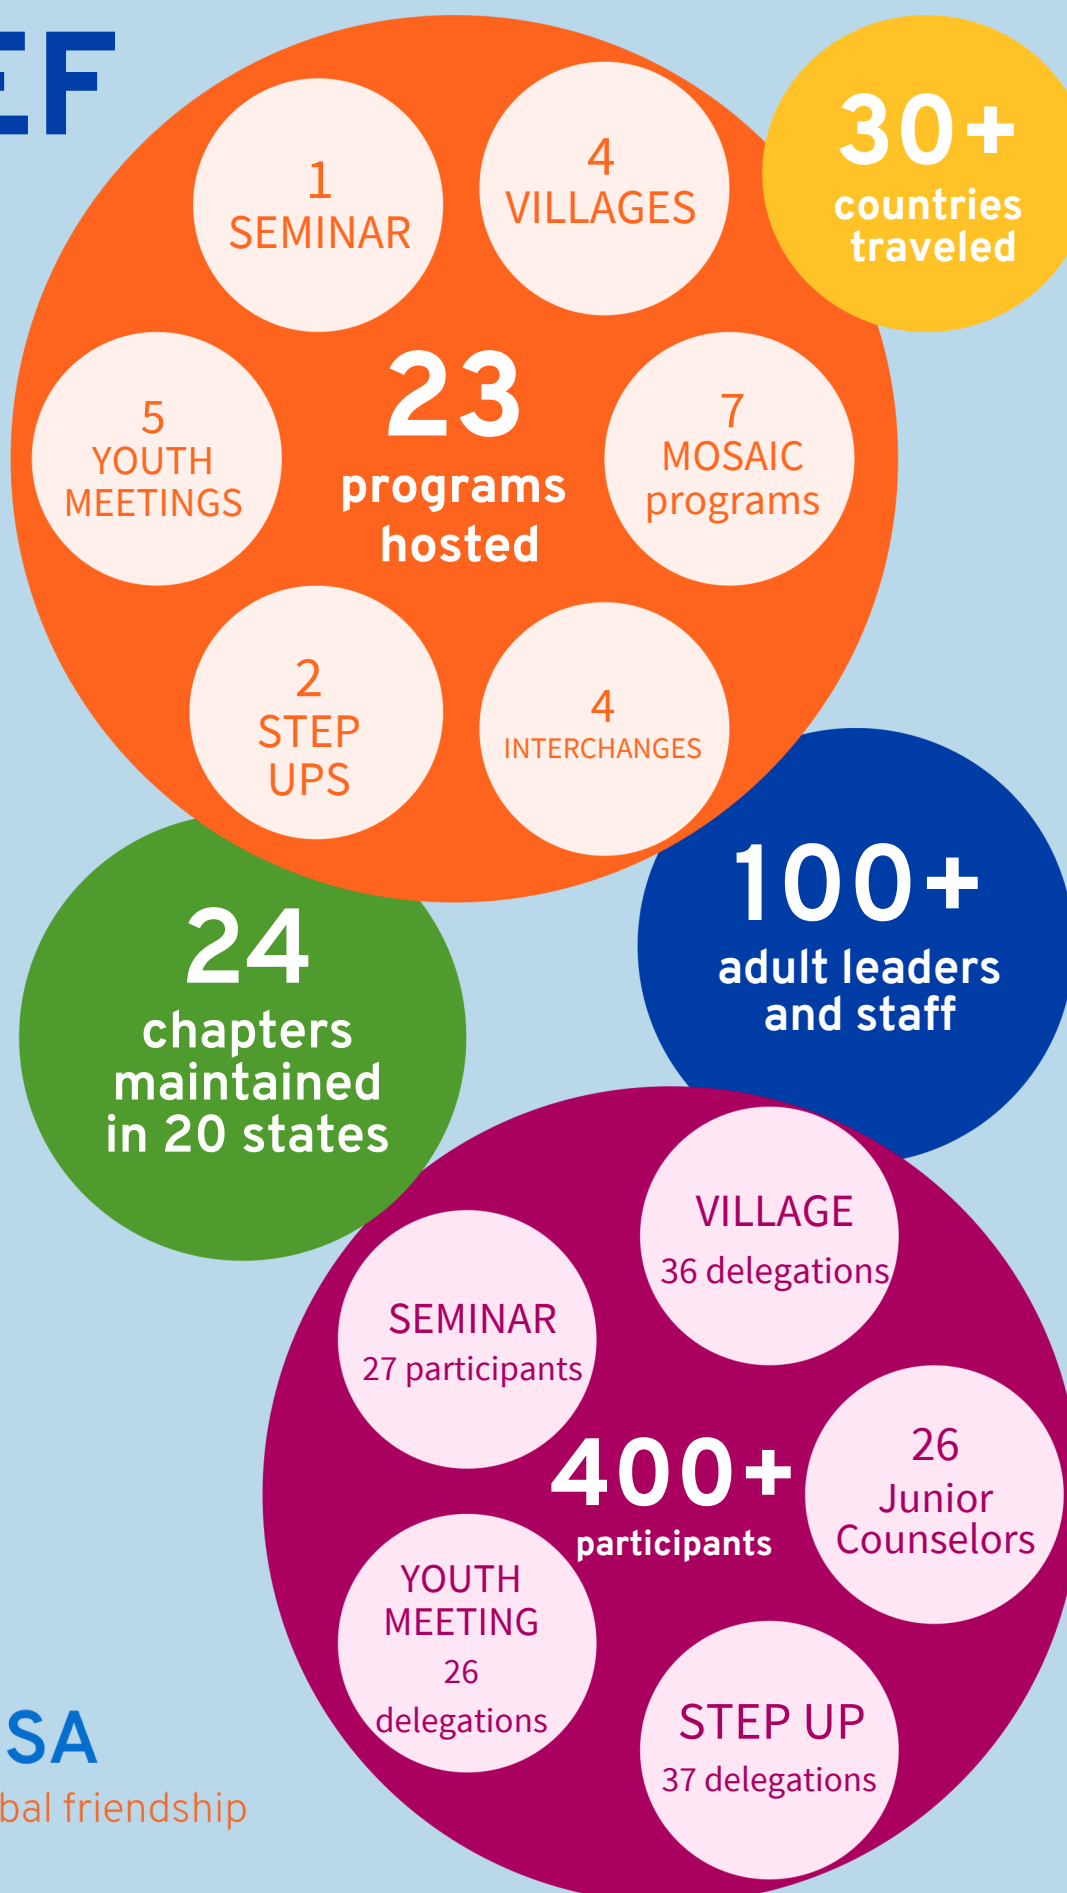 EF
1
SEMINAR
4
VILLAGES
30+
countries
traveled
5
YOUTH
MEETINGS
23
programs
hosted
7
MOSAIC
programs
2
STEP
UPS
4
INTERCHANGES
24
chapters
maintained
in 20 states
100+
adult leaders
and staff
VILLAGE
36 delegations
SEMINAR
27 participants
400+
participants
26
Junior
Counselors
YOUTH
MEETING
26
delegations
STEP UP
37 delegations
SA
bal friendship